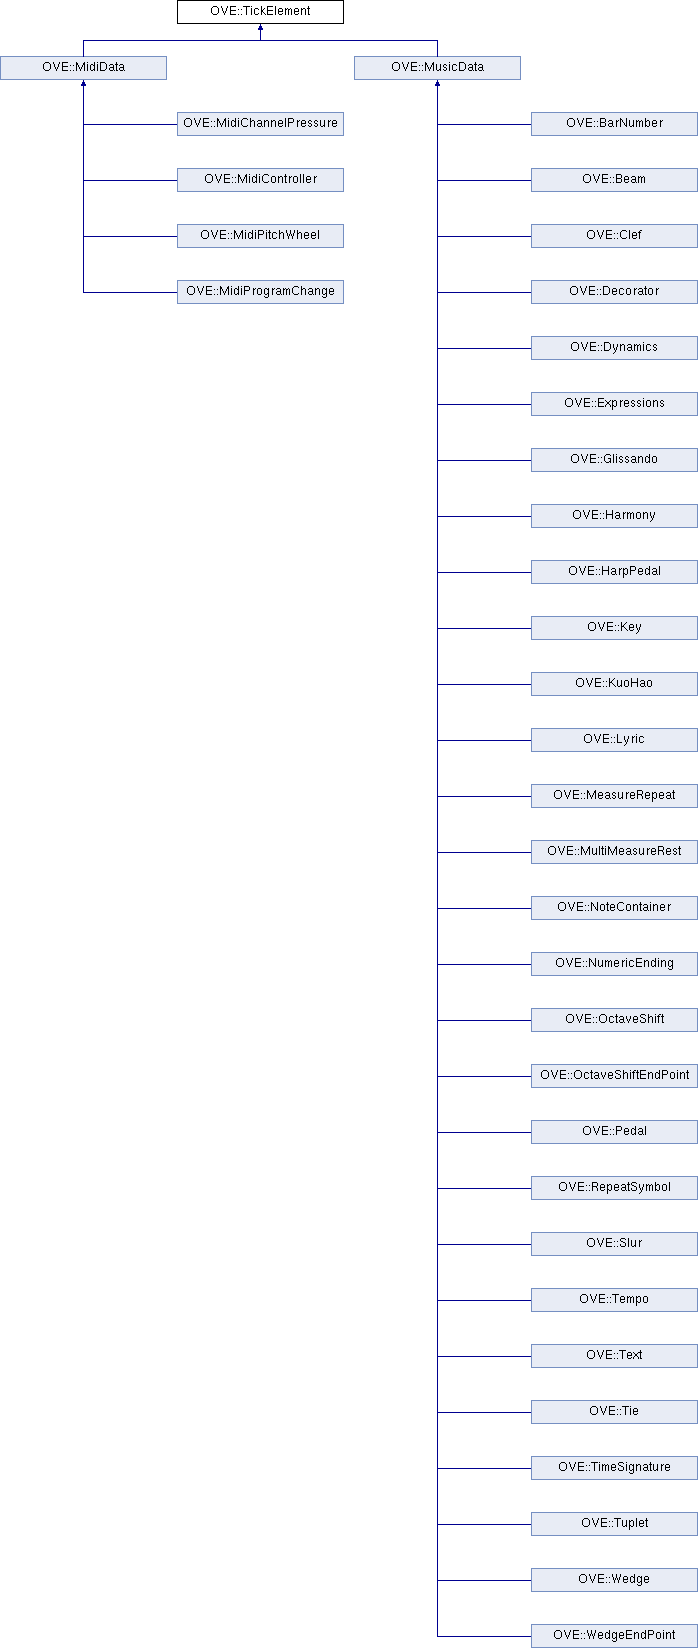 OVE::TickElement
OVE::MidiData
OVE::MusicData
OVE::MidiChannelPressure
OVE::BarNumber
OVE::MidiController
OVE::Beam
OVE::MidiPitchWheel
OVE::Clef
OVE::MidiProgramChange
OVE::Decorator
OVE::Dynamics
OVE::Expressions
OVE::Glissando
OVE::Harmony
OVE::HarpPedal
OVE::Key
OVE::KuoHao
OVE::Lyric
OVE::MeasureRepeat
OVE::MultiMeasureRest
OVE::NoteContainer
OVE::NumericEnding
OVE::OctaveShift
OVE::OctaveShiftEndPoint
OVE::Pedal
OVE::RepeatSymbol
OVE::Slur
OVE::Tempo
OVE::Text
OVE::Tie
OVE::TimeSignature
OVE::Tuplet
OVE::Wedge
OVE::WedgeEndPoint